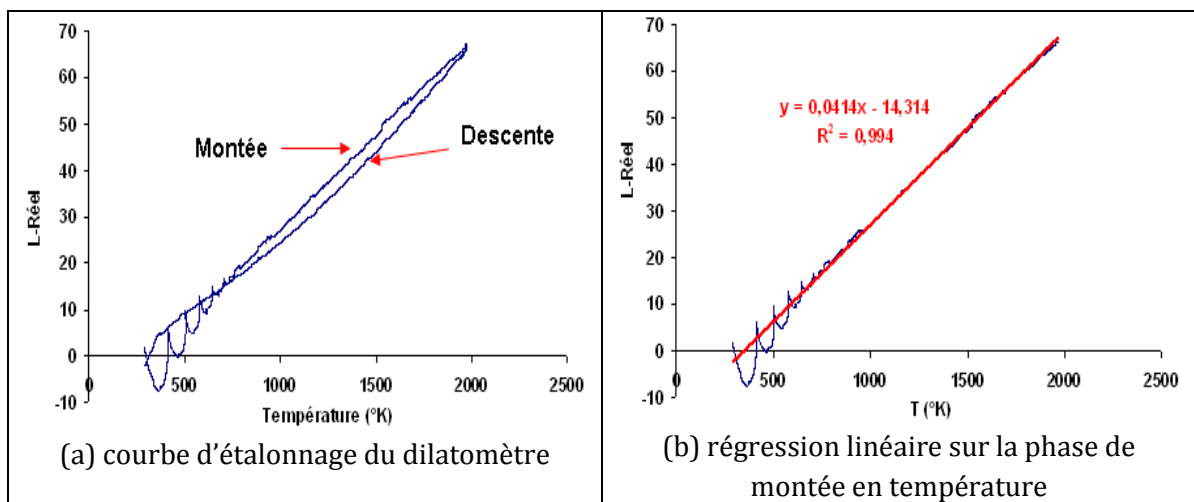 70
60
50
40
30
20
10
0
-10
L-Réel
Montée
Descente
0
500
1000
1500
2000
2500
Température (°K)
(a) courbe d’étalonnage du dilatomètre
70
60
50
40
30
20
10
0
-10
L-Réel
y = 0,0414x - 14,314
R² = 0,994
0
500
1000
1500
2000
2500
T (°K)
(b) régression linéaire sur la phase de
montée en température